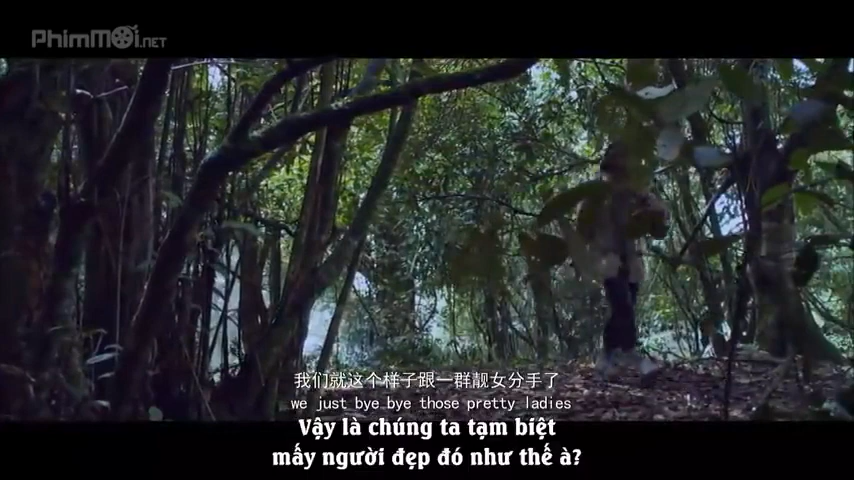 PhimMoi.NET
我们就这个样子跟一群靓女分手了
we just bye bye those pretty ladies
Vậy là chúng ta tạm biệt
mấy người đẹp đó như thế à?